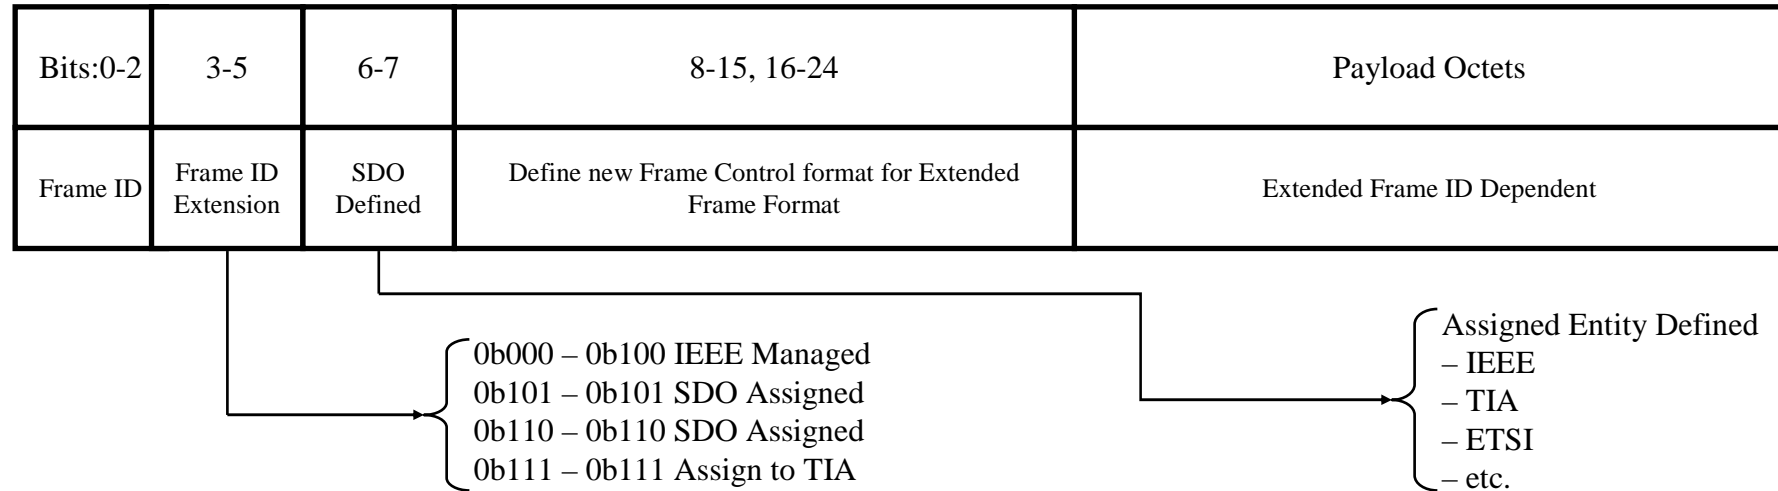 Bits:0-2
3-5
6-7
8-15, 16-24
Payload Octets
Frame ID
Frame ID
Extension
SDO
Defined
Define new Frame Control format for Extended
Frame Format
Extended Frame ID Dependent
0b000 – 0b100 IEEE Managed
0b101 – 0b101 SDO Assigned
0b110 – 0b110 SDO Assigned
0b111 – 0b111 Assign to TIA
Assigned Entity Defined
– IEEE
– TIA
– ETSI
– etc.